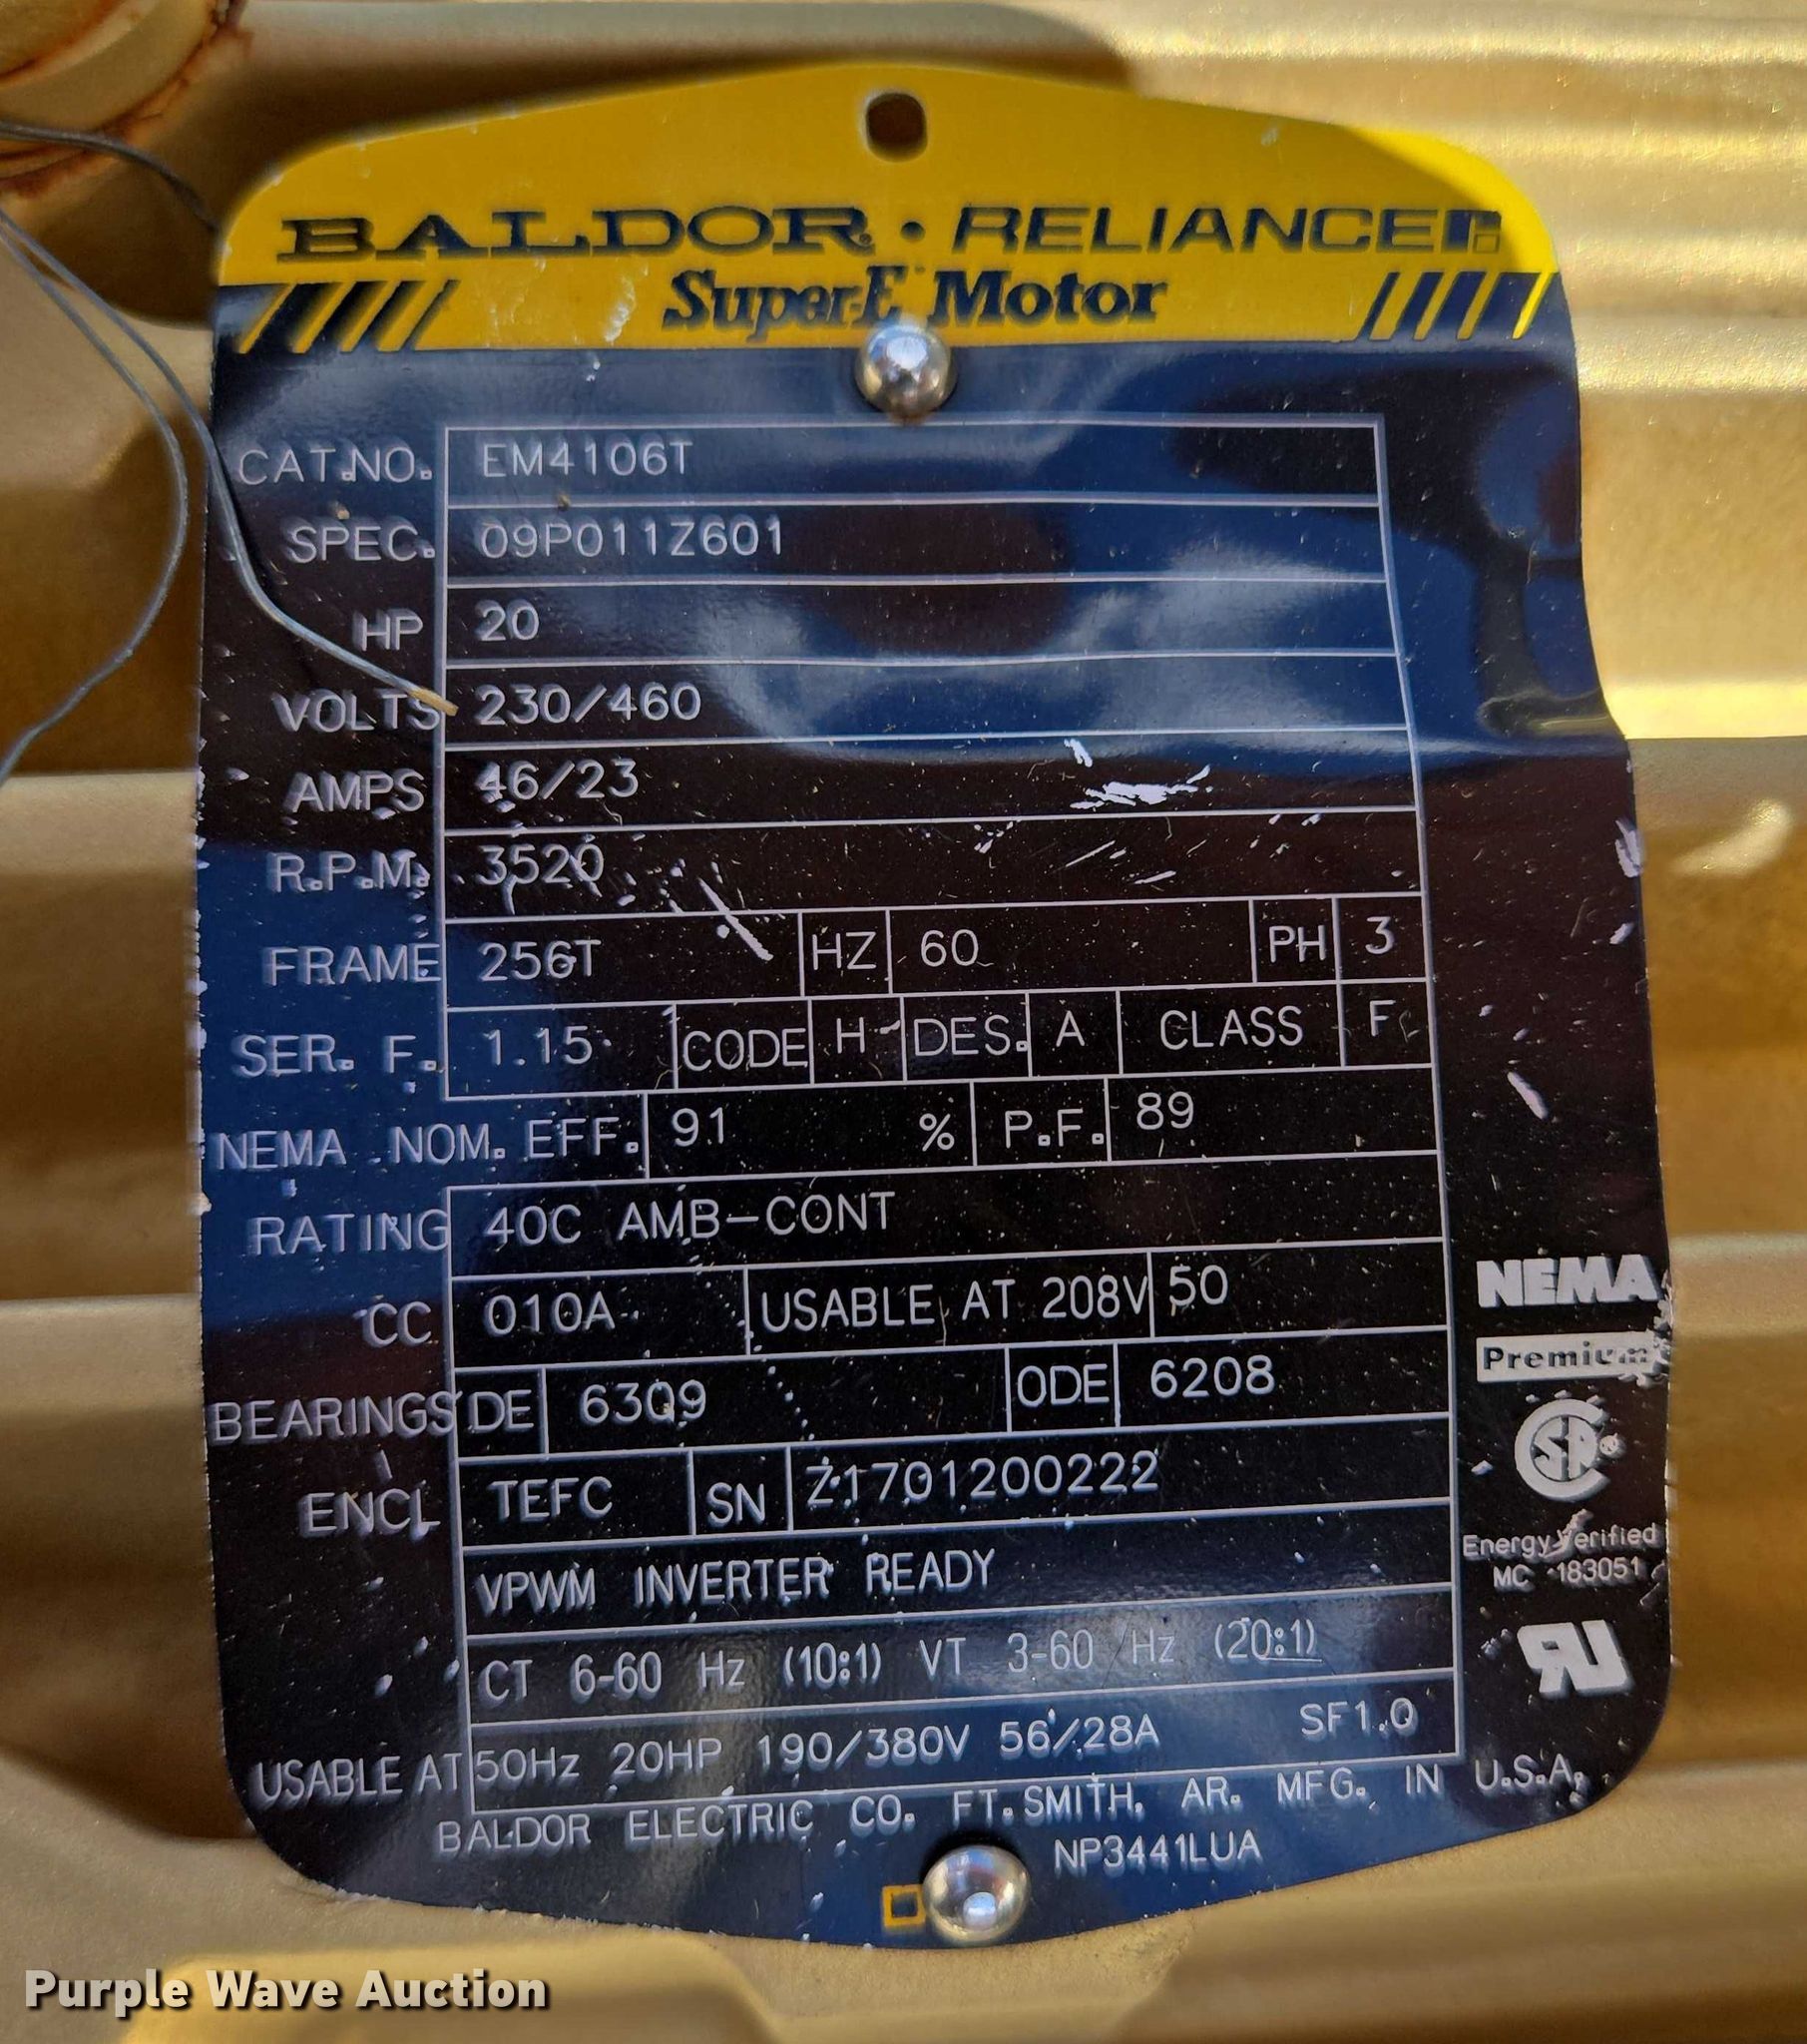 BALDOR • RELIANCE
Super-E Motor
CAT.NO. EM4106T
SPEC. 09P011Z601
HP 20
VOLTS 230/460
AMPS 46/23
R.P.M. 3520
FRAME 256T HZ 60 PH 3
SER. F. 1.15 CODE H DES. A CLASS F
NEMA NOM. EFF. 91 % P.F. 89
RATING 40C AMB-CONT
CC 010A USABLE AT 208V 50
BEARINGS DE 6309 ODE 6208
ENCL TEFC SN Z1701200222
VPWM INVERTER READY
CT 6-60 Hz (10:1) VT 3-60 Hz (20:1)
USABLE AT 50Hz 20HP 190/380V 56/28A SF1.0
BALDOR ELECTRIC CO. FT.SMITH, AR. MFG. IN U.S.A.
NP3441LUA
NEMA
Premium
Energy Verified
MC 183051
Purple Wave Auction